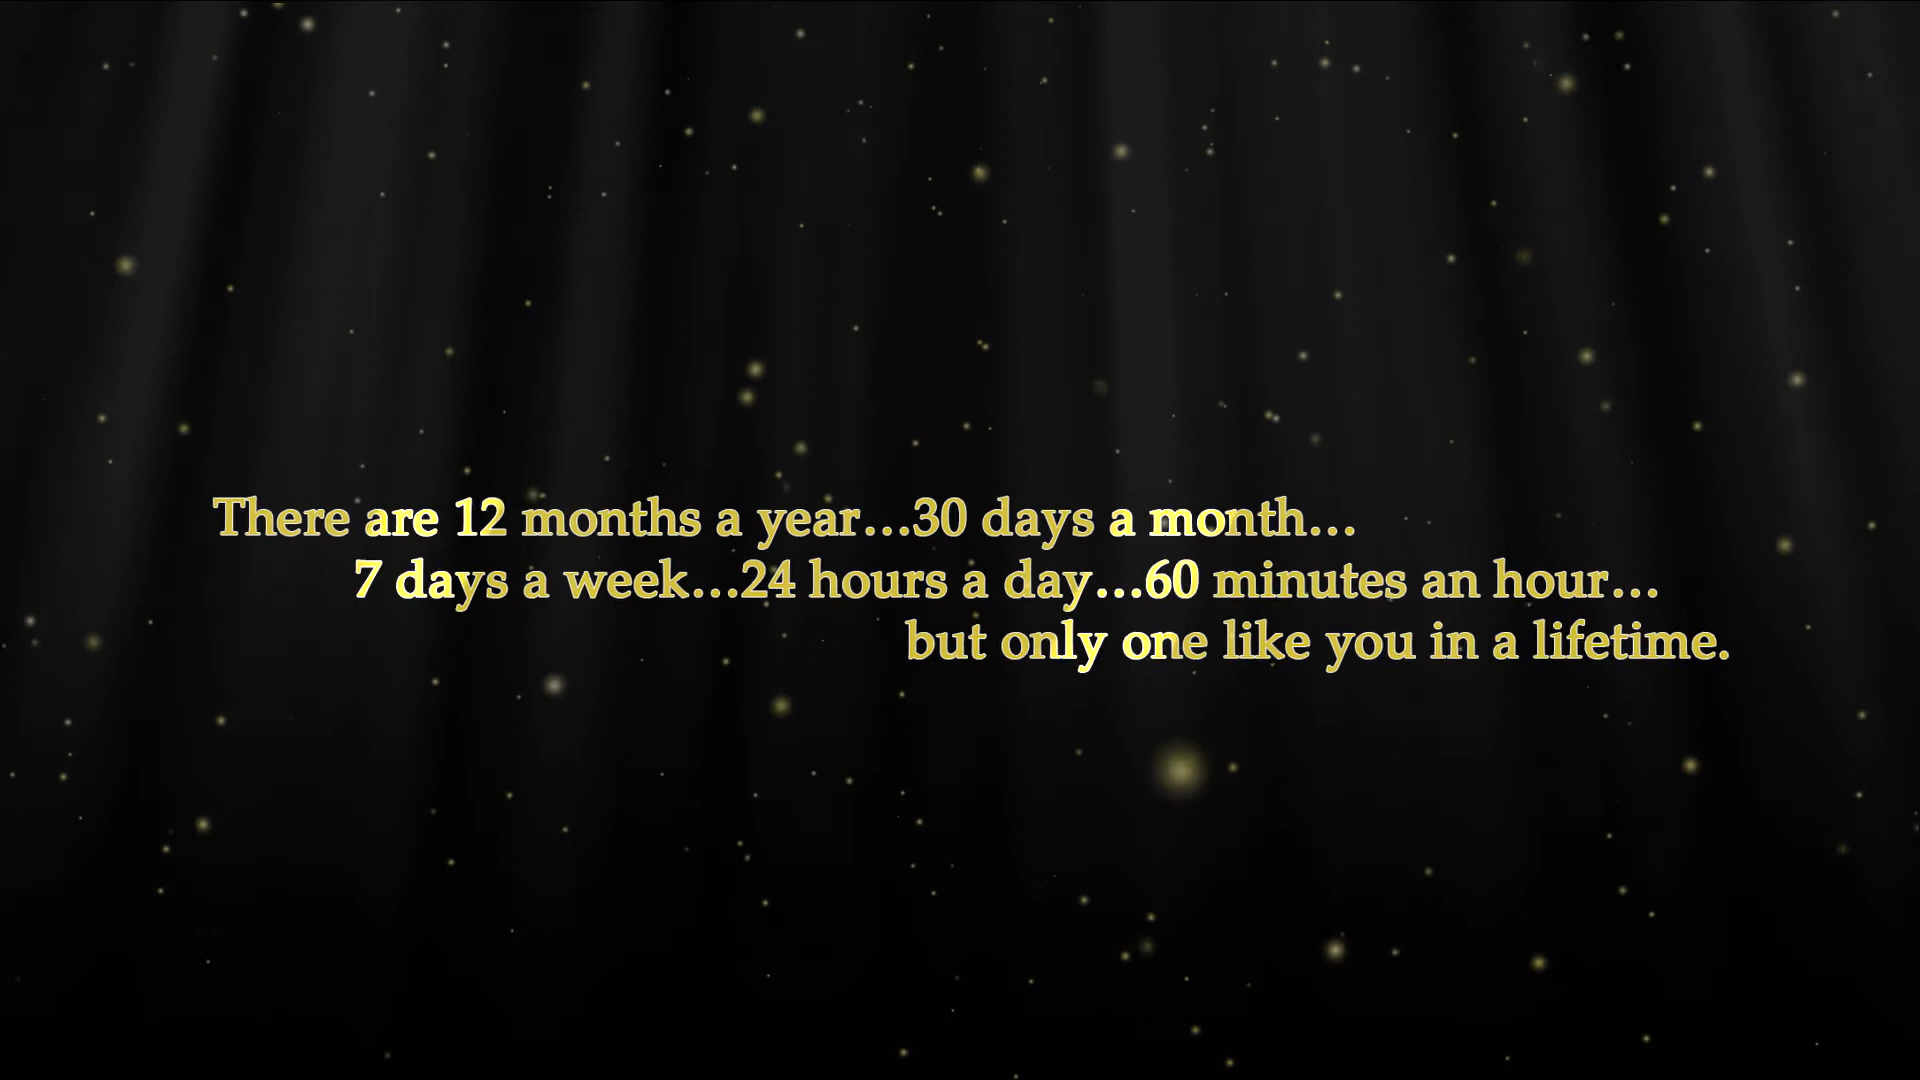 There are 12 months a year...30 days a month...
7 days a week...24 hours a day...60 minutes an hour...
but only one like you in a lifetime.